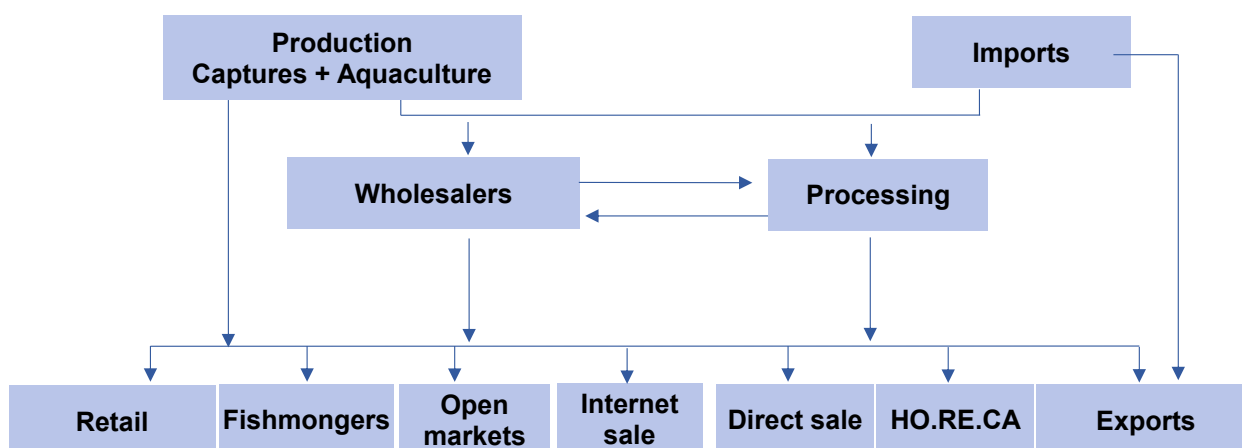 Production
Captures + Aquaculture
Imports
Wholesalers
Processing
Retail
Fishmongers
Open
markets
Internet
sale
Direct sale
HO.RE.CA
Exports